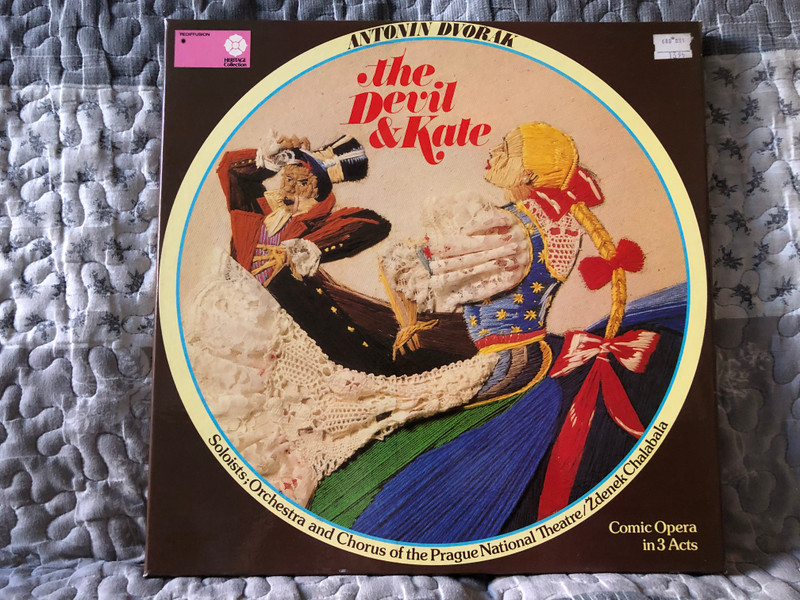 REDIFFUSION
HERITAGE
Collection
ANTONIN DVORAK
the
Devil
& Kate
Soloists; Orchestra and Chorus of the Prague National Theatre/Zdenek Chalabala
Comic Opera
in 3 Acts